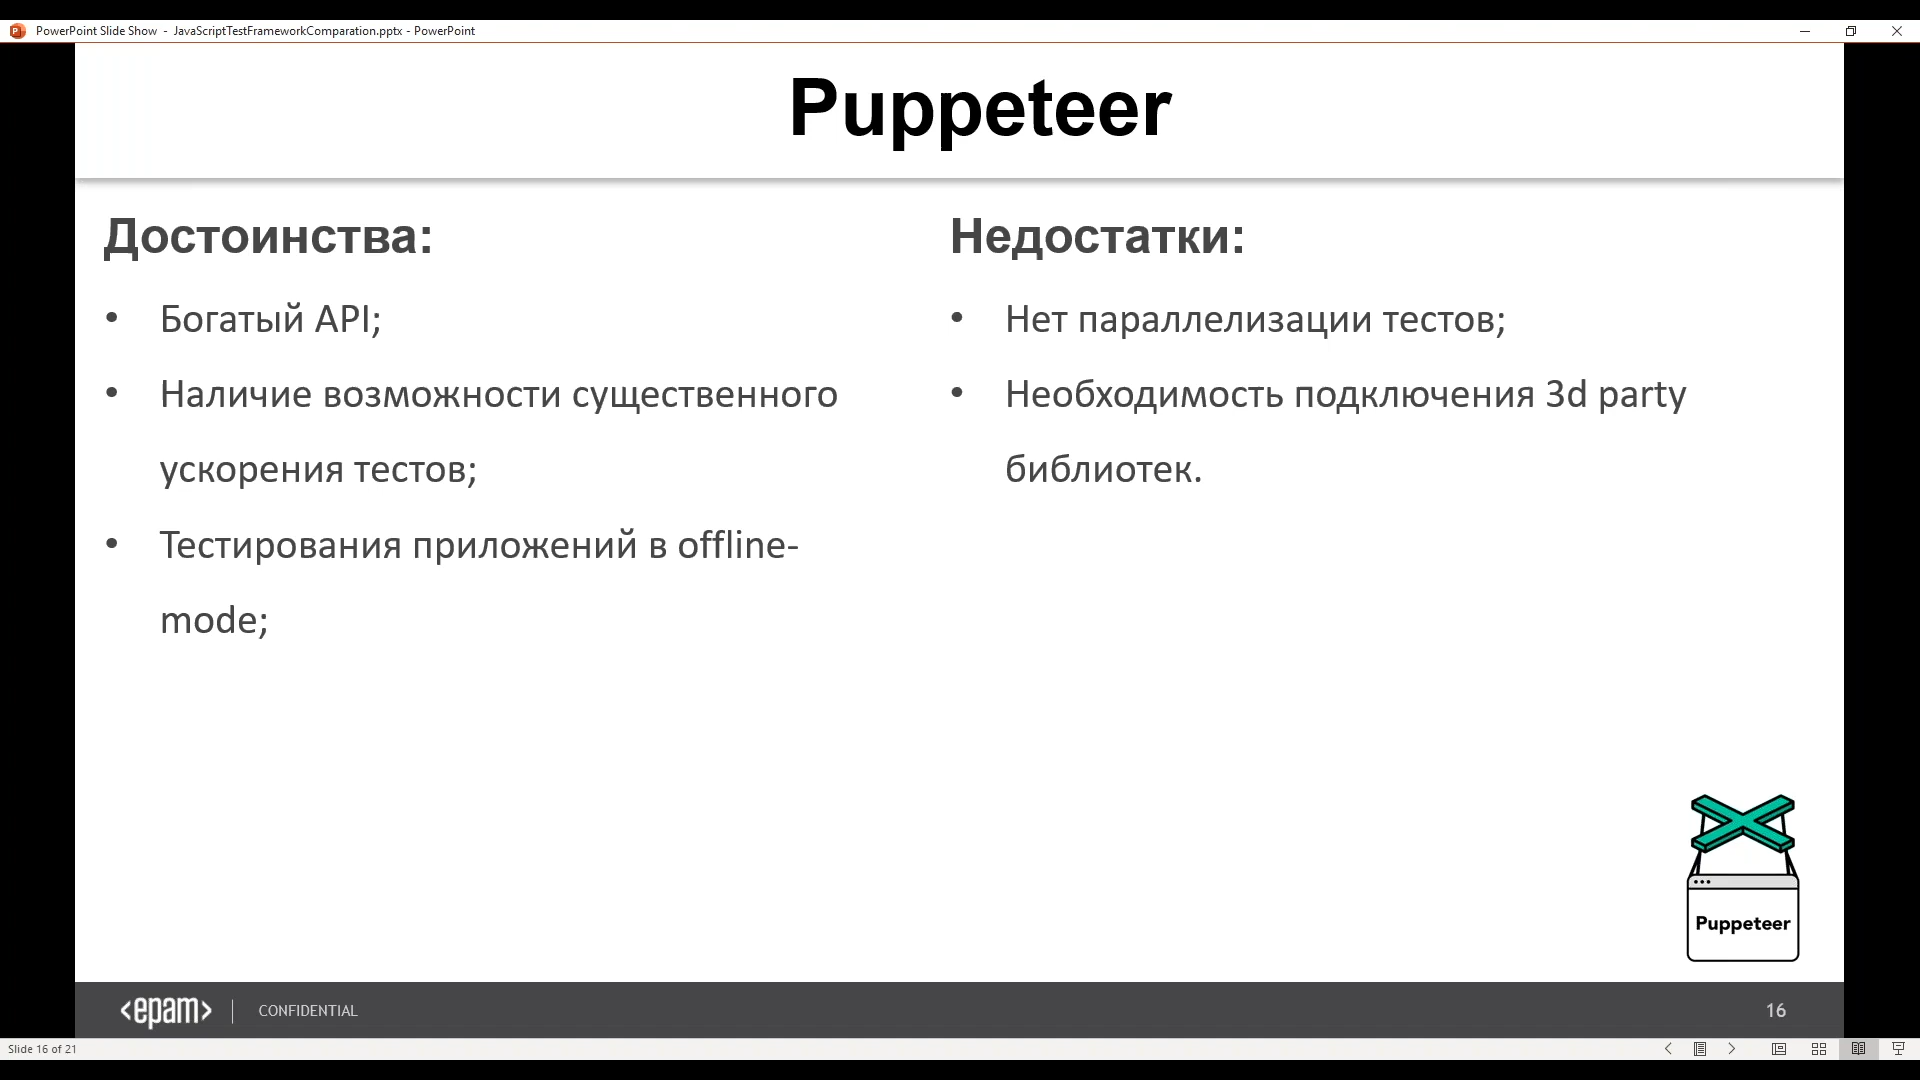 PowerPoint Slide Show - JavaScriptTestFrameworkComparation.pptx - PowerPoint
Puppeteer
Достоинства:
• Богатый API;
• Наличие возможности существенного
ускорения тестов;
• Тестирования приложений в offline-
mode;
Недостатки:
• Нет параллелизации тестов;
• Необходимость подключения 3d party
библиотек.
Puppeteer
<epam> | CONFIDENTIAL
16
Slide 16 of 21